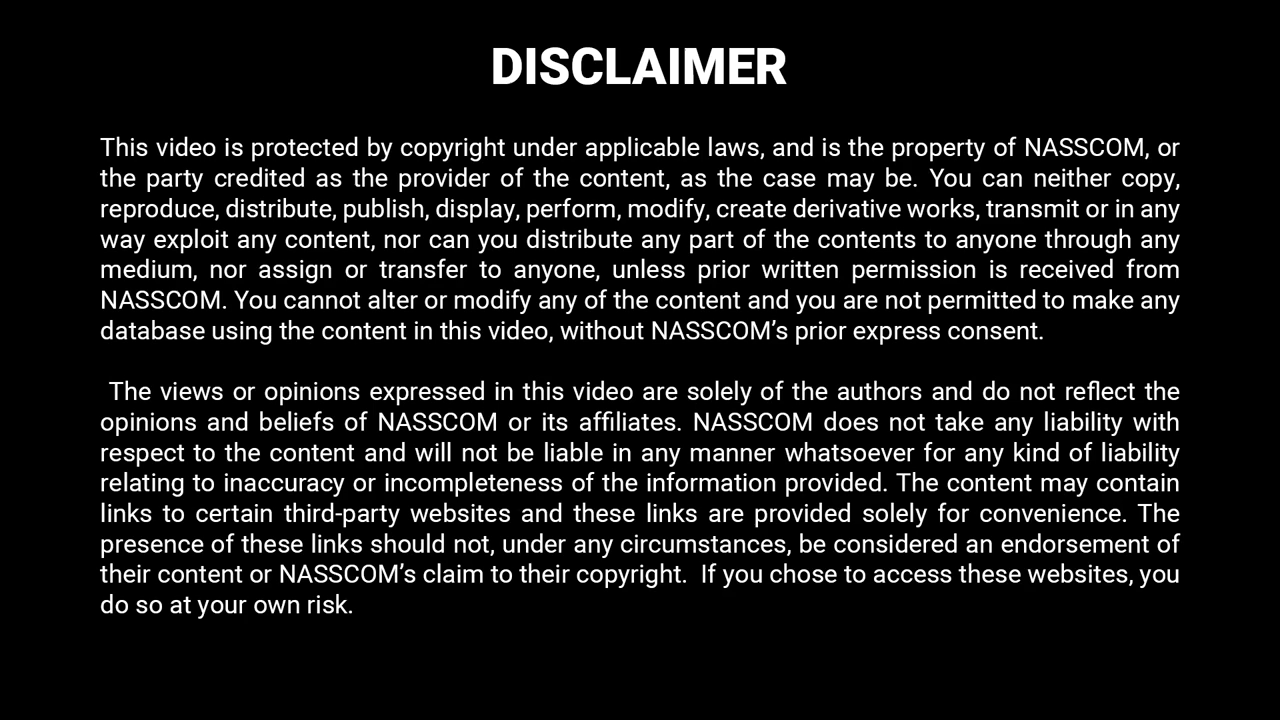 DISCLAIMER
This video is protected by copyright under applicable laws, and is the property of NASSCOM, or
the party credited as the provider of the content, as the case may be. You can neither copy,
reproduce, distribute, publish, display, perform, modify, create derivative works, transmit or in any
way exploit any content, nor can you distribute any part of the contents to anyone through any
medium, nor assign or transfer to anyone, unless prior written permission is received from
NASSCOM. You cannot alter or modify any of the content and you are not permitted to make any
database using the content in this video, without NASSCOM’s prior express consent.
The views or opinions expressed in this video are solely of the authors and do not reflect the
opinions and beliefs of NASSCOM or its affiliates. NASSCOM does not take any liability with
respect to the content and will not be liable in any manner whatsoever for any kind of liability
relating to inaccuracy or incompleteness of the information provided. The content may contain
links to certain third-party websites and these links are provided solely for convenience. The
presence of these links should not, under any circumstances, be considered an endorsement of
their content or NASSCOM’s claim to their copyright.  If you chose to access these websites, you
do so at your own risk.